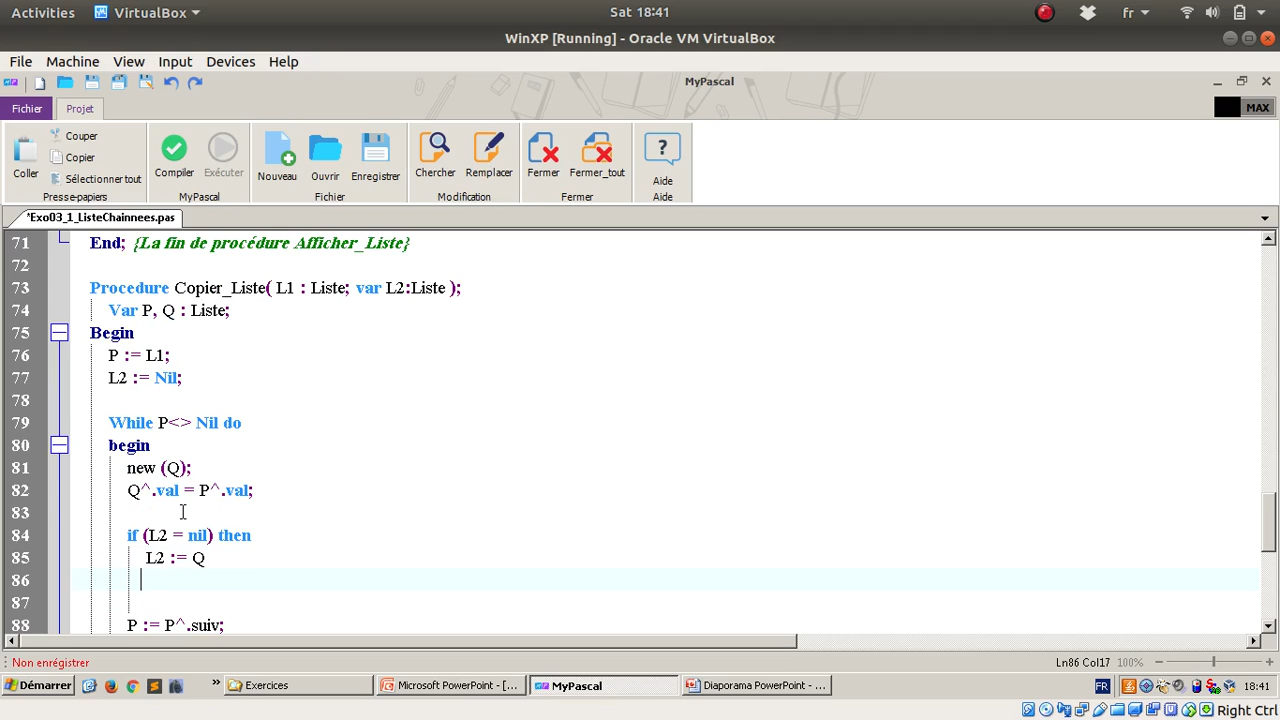 Activities VirtualBox Sat 18:41 fr
WinXP [Running] - Oracle VM VirtualBox
File Machine View Input Devices Help
MyPascal
Fichier Projet MAX
Coller Couper Copier Sélectionner tout Compiler Exécuter Nouveau Ouvrir Enregistrer Chercher Remplacer Fermer Fermer_tout ? Aide
Presse-papiers MyPascal Fichier Modification Fermer Aide
*Exo03_1_ListeChainnees.pas
71 End; {La fin de procédure Afficher_Liste}
72
73 Procedure Copier_Liste( L1 : Liste; var L2:Liste );
74 Var P, Q : Liste;
75 Begin
76 P := L1;
77 L2 := Nil;
78
79 While P<> Nil do
80 begin
81 new (Q);
82 Q^.val = P^.val;
83
84 if (L2 = nil) then
85 L2 := Q
86
87
88 P := P^.suiv;
Non enrégistrer Ln86 Col17 100%
Démarrer » Exercices Microsoft PowerPoint - [... MyPascal Diaporama PowerPoint - ... FR 18:41
Right Ctrl